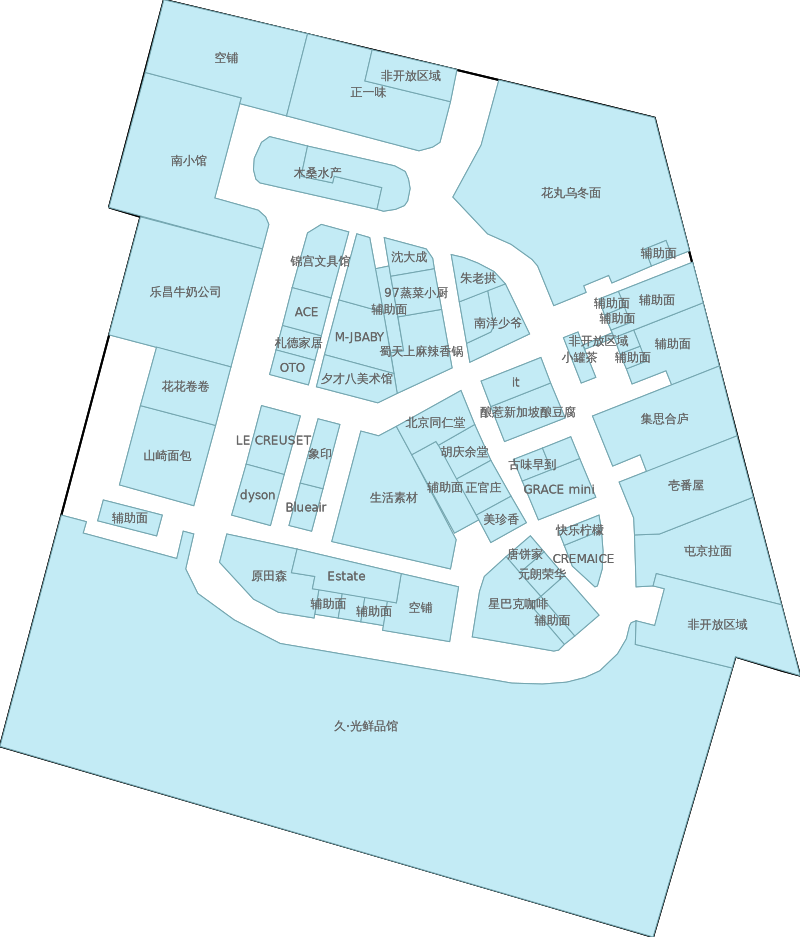 空铺
非开放区域
正一味
南小馆
木桑水产
花丸乌冬面
辅助面
沈大成
锦宫文具馆
朱老拱
乐昌牛奶公司
97蒸菜小厨
辅助面
辅助面
辅助面
ACE
辅助面
南洋少爷
M-JBABY
札德家居
非开放区域
辅助面
蜀天上麻辣香锅
小罐茶
辅助面
OTO
夕才八美术馆
It
花花卷卷
酿惹新加坡酿豆腐
集思合庐
北京同仁堂
LE CREUSET
象印
胡庆余堂
山崎面包
古味早到
壱番屋
辅助面
正官庄
GRACE mini
dyson
生活素材
Blueair
辅助面
美珍香
快乐柠檬
屯京拉面
唐饼家
CREMAICE
原田森
Estate
元朗荣华
辅助面
星巴克咖啡
空铺
辅助面
辅助面
非开放区域
久·光鲜品馆